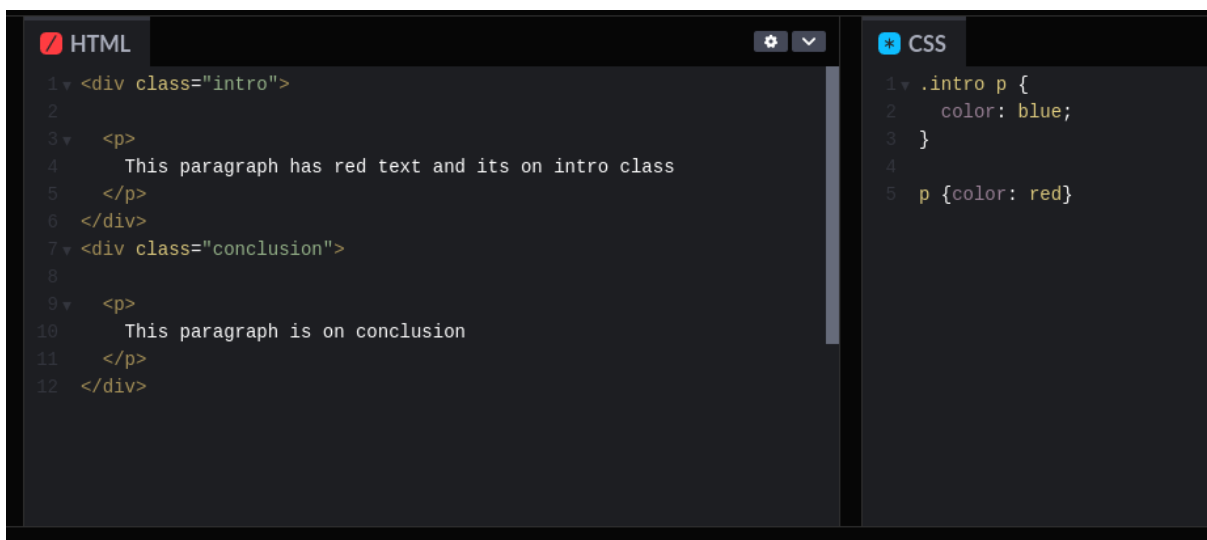 HTML
1 <div class="intro">
2
3 <p>
4 This paragraph has red text and its on intro class
5 </p>
6 </div>
7 <div class="conclusion">
8
9 <p>
10 This paragraph is on conclusion
11 </p>
12 </div>
* CSS
1 .intro p {
2 color: blue;
3 }
4
5 p {color: red}